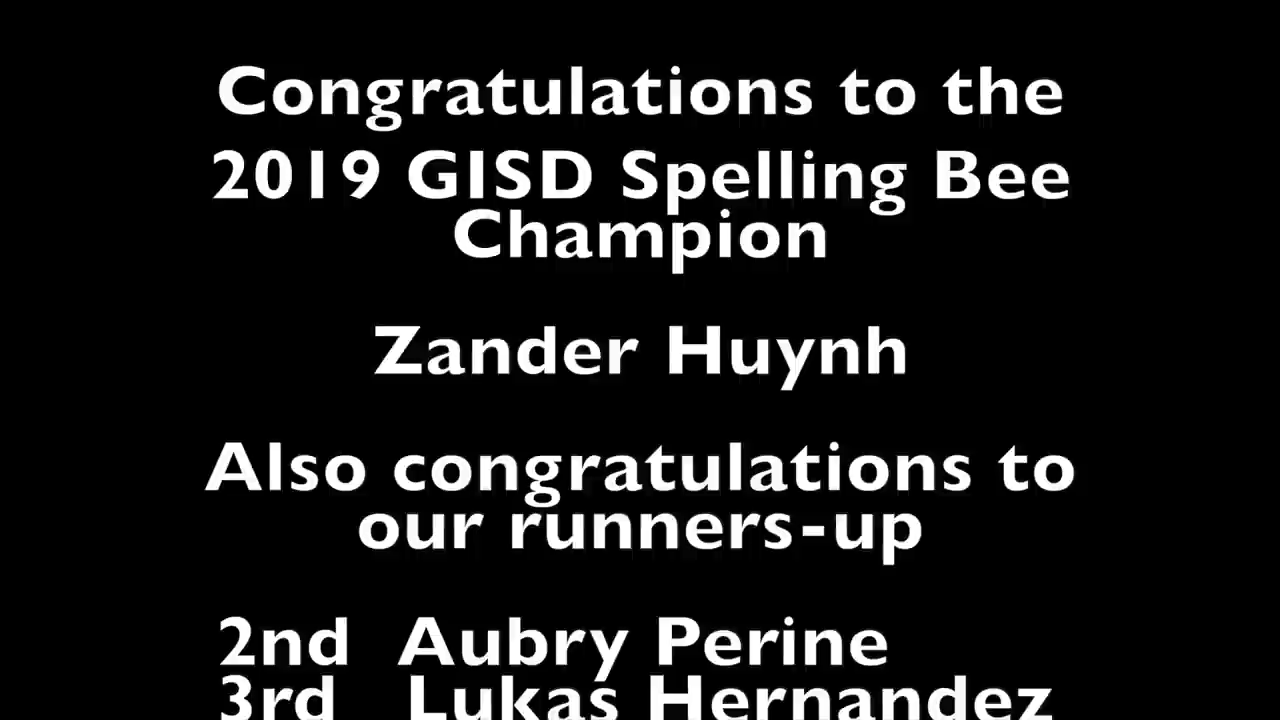 Congratulations to the
2019 GISD Spelling Bee
Champion
Zander Huynh
Also congratulations to
our runners-up
2nd Aubry Perine
3rd Lukas Hernandez